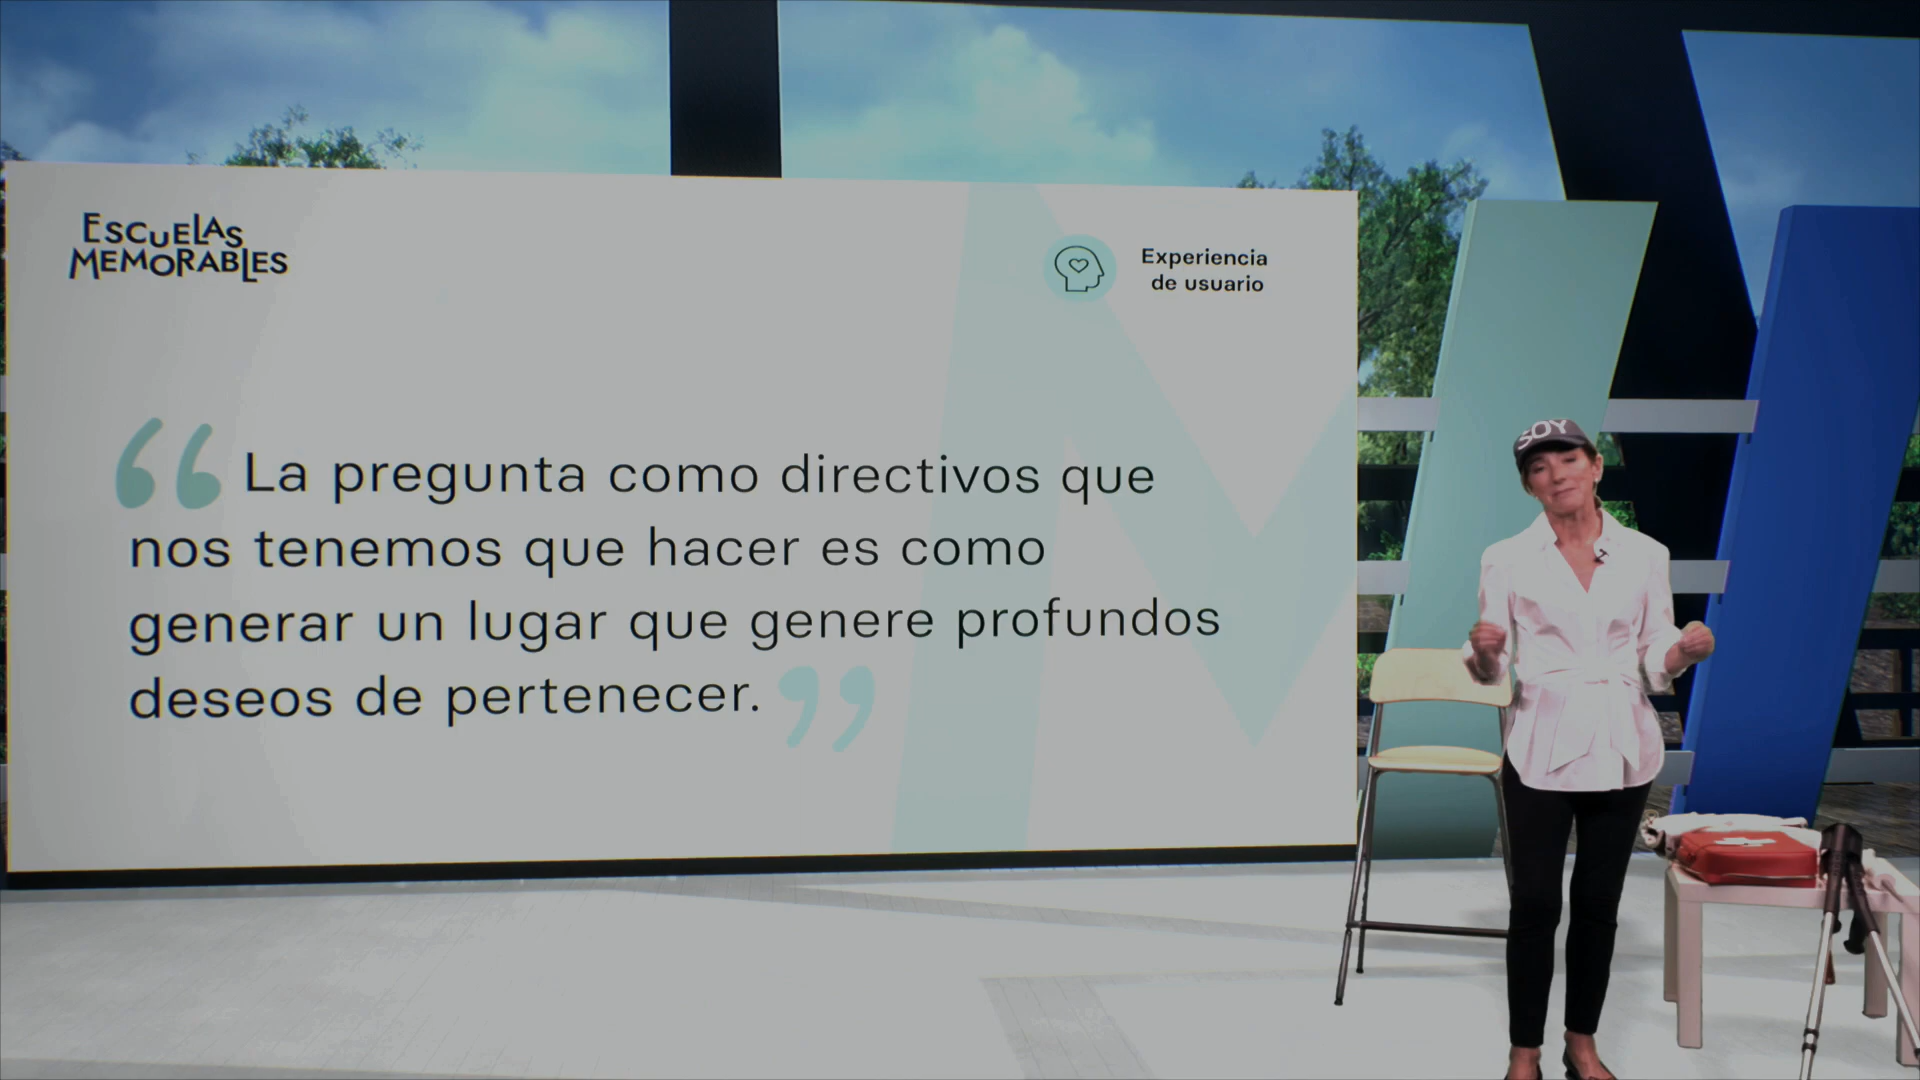 ESCUELAS
MEMORABLES
Experiencia
de usuario
“ La pregunta como directivos que
nos tenemos que hacer es como
generar un lugar que genere profundos
deseos de pertenecer. ”
SOY